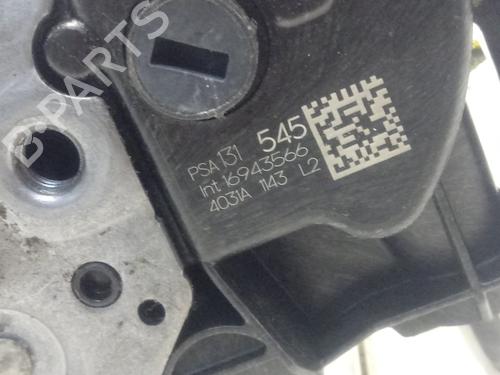 B-PARTS
PSA 131 545
Int 16943566
4031A 1143 L2